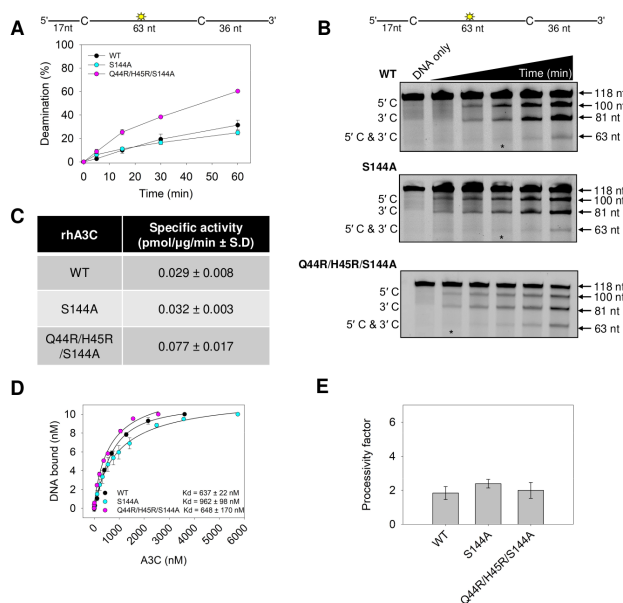 5′ C C 3′
17nt 63 nt 36 nt
A
Deamination (%)
100
80
60
40
20
0
WT
S144A
Q44R/H45R/S144A
0 10 20 30 40 50 60
Time (min)
5′ C C 3′
17nt 63 nt 36 nt
B
DNA only
Time (min)
WT
5′ C
3′ C
5′ C & 3′ C
118 nt
100 nt
81 nt
63 nt
*
S144A
5′C
3′C
5′ C & 3′ C
118 nt
100 nt
81 nt
63 nt
*
Q44R/H45R/S144A
5′ C
3′ C
5′ C & 3′ C
118 nt
100 nt
81 nt
63 nt
*
C
rhA3C
Specific activity
(pmol/µg/min ± S.D)
WT
0.029 ± 0.008
S144A
0.032 ± 0.003
Q44R/H45R
/S144A
0.077 ± 0.017
D
DNA bound (nM)
10
8
6
4
2
0
WT Kd = 837 ± 22 nM
S144A Kd = 962 ± 98 nM
Q44R/H45R/S144A Kd = 648 ± 170 nM
0 1000 2000 3000 4000 5000 6000
A3C (nM)
E
Processivity factor
6
4
2
0
WT
S144A
Q44R/H45R/S144A